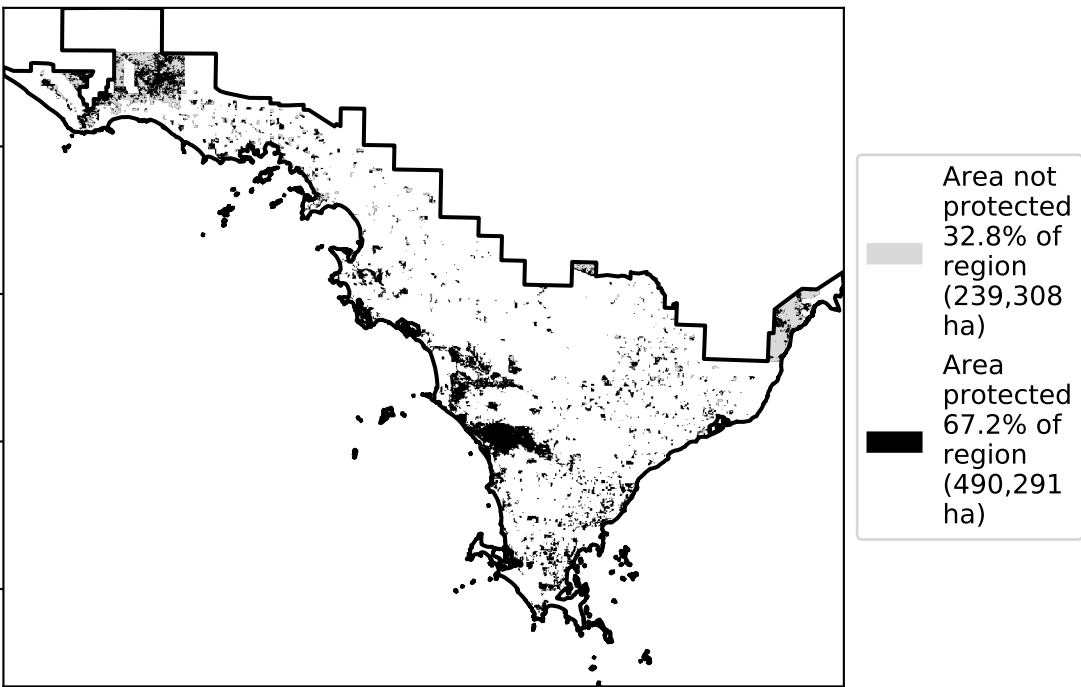 Area not
protected
32.8% of
region
(239,308
ha)
Area
protected
67.2% of
region
(490,291
ha)